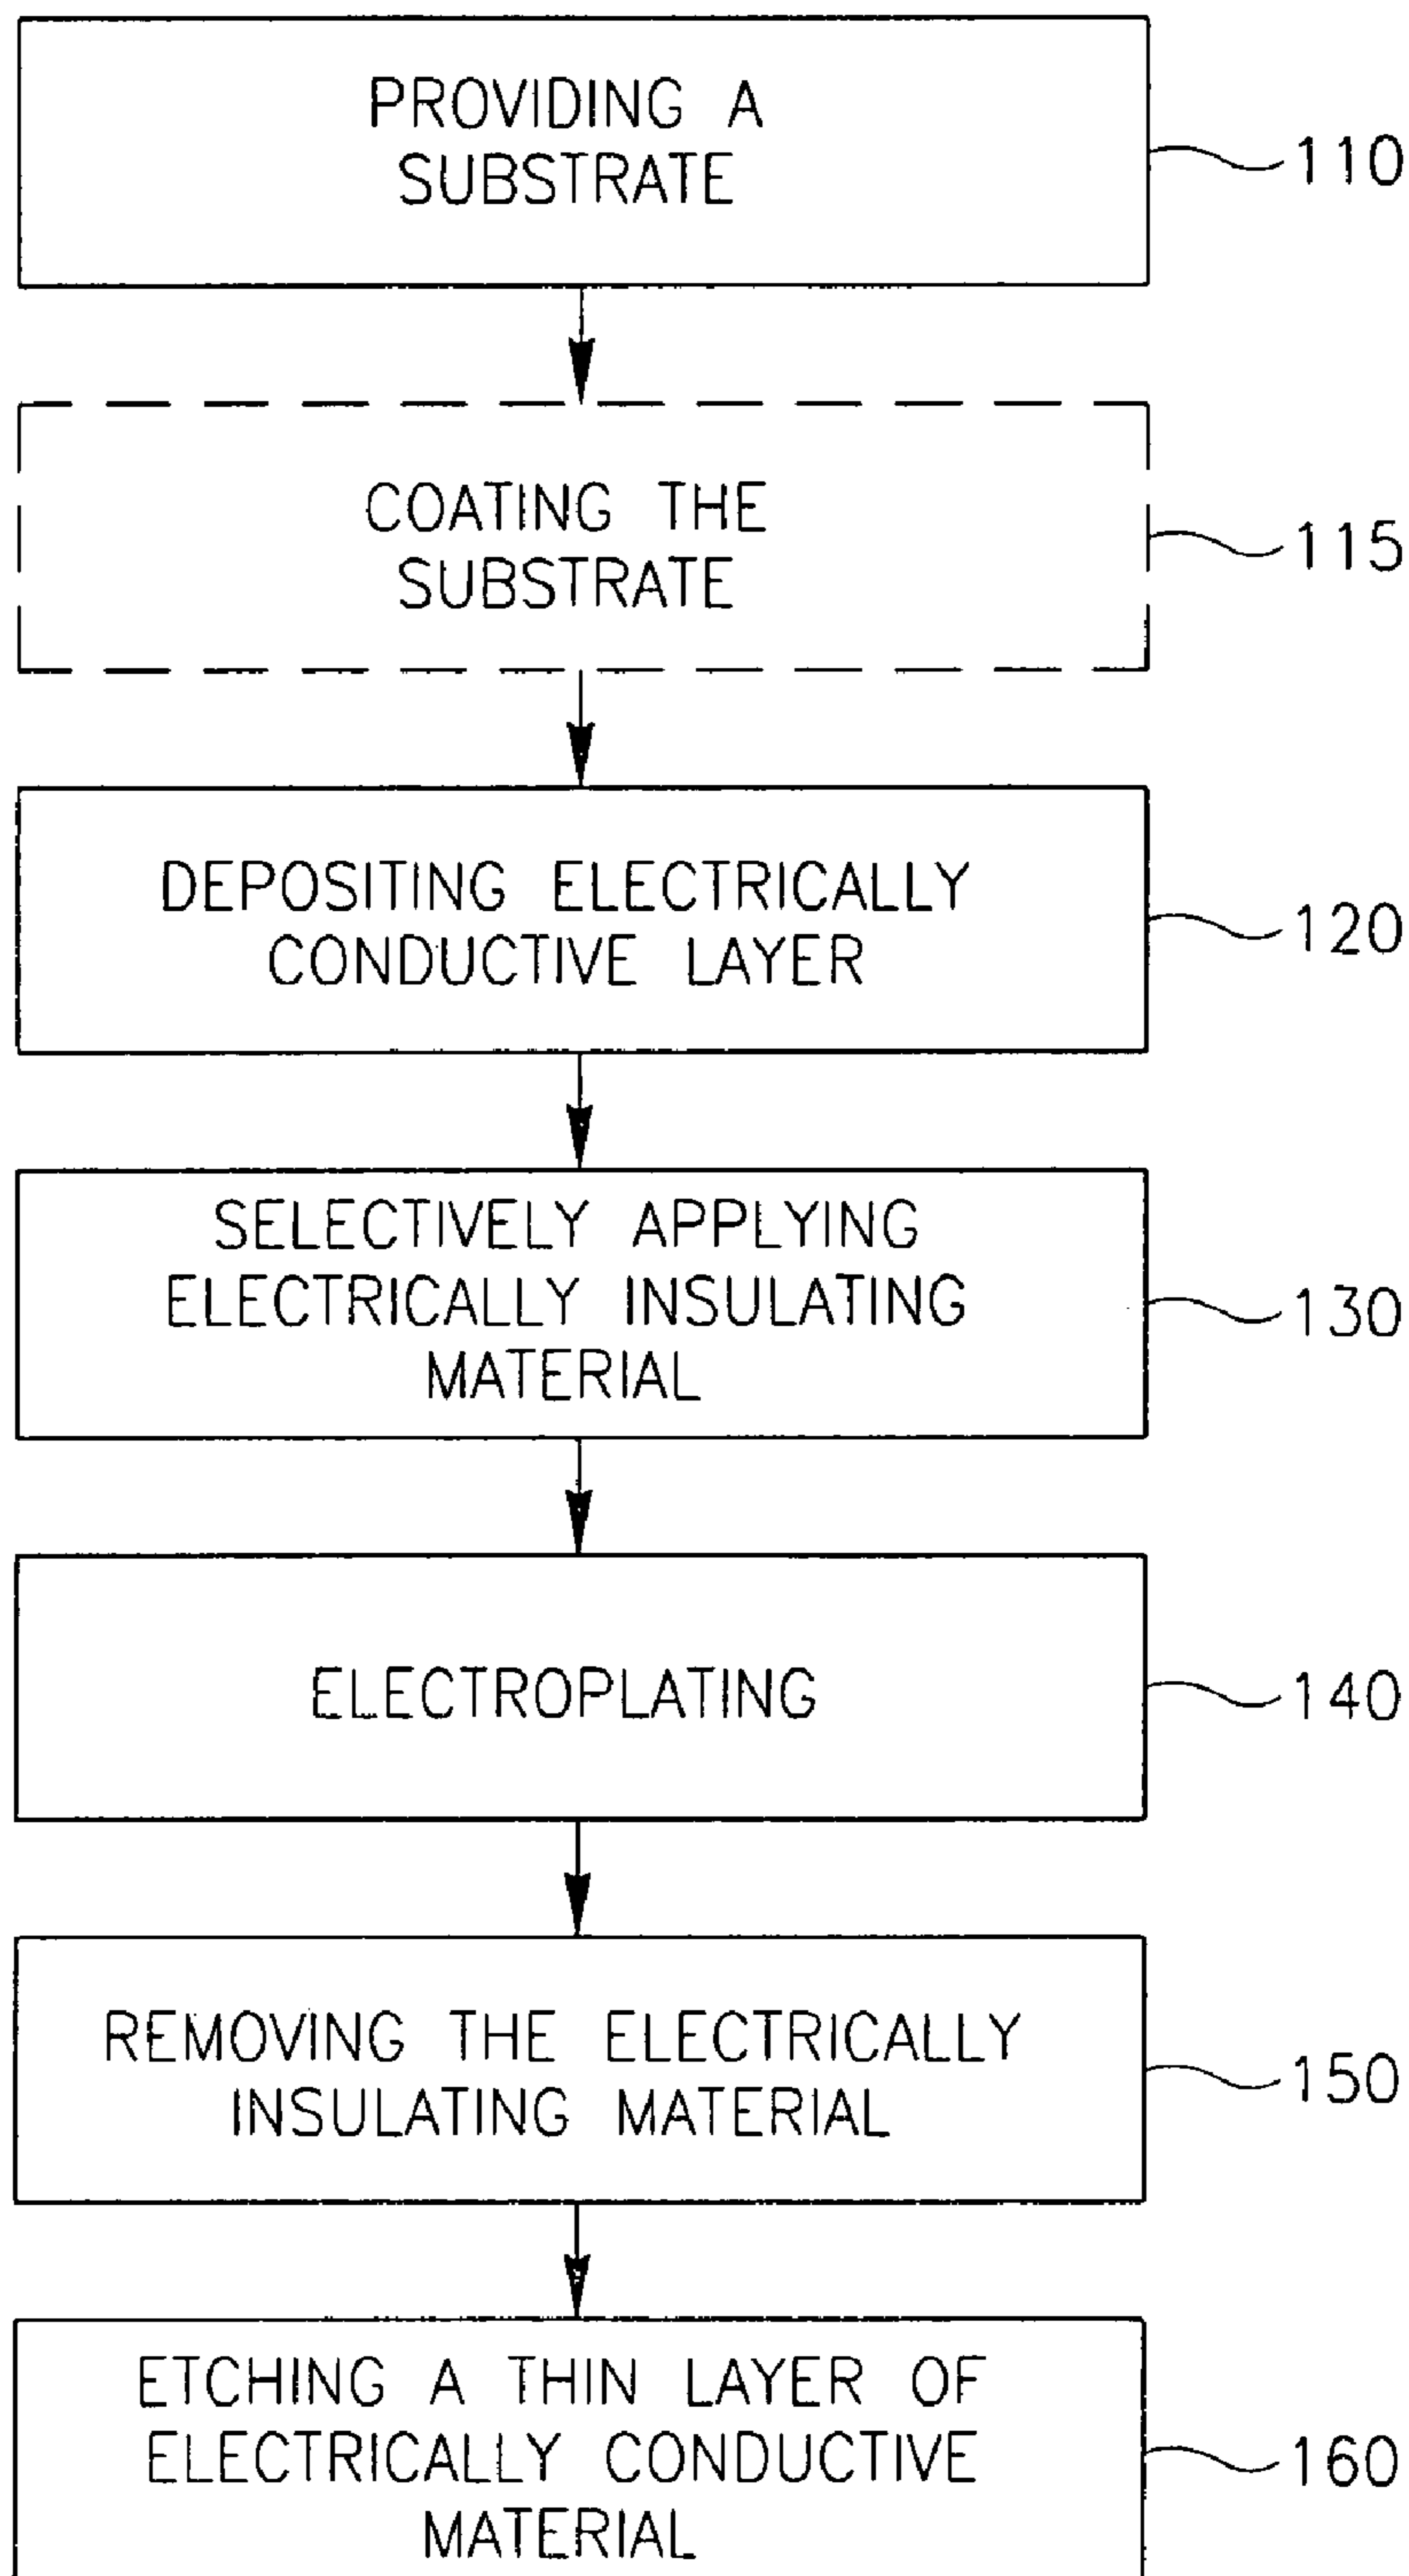 PROVIDING A
SUBSTRATE
110
COATING THE
SUBSTRATE
115
DEPOSITING ELECTRICALLY
CONDUCTIVE LAYER
120
SELECTIVELY APPLYING
ELECTRICALLY INSULATING
MATERIAL
130
ELECTROPLATING
140
REMOVING THE ELECTRICALLY
INSULATING MATERIAL
150
ETCHING A THIN LAYER OF
ELECTRICALLY CONDUCTIVE
MATERIAL
160